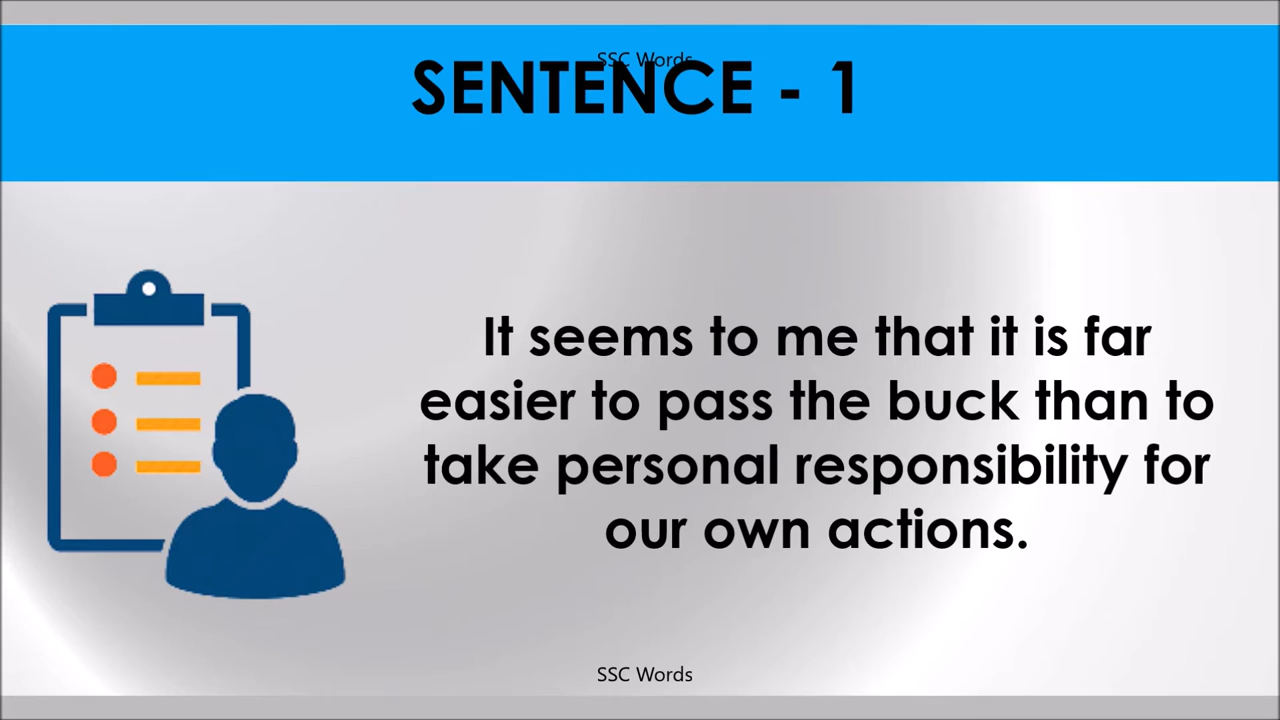 SSC Words
SENTENCE - 1
It seems to me that it is far
easier to pass the buck than to
take personal responsibility for
our own actions.
SSC Words